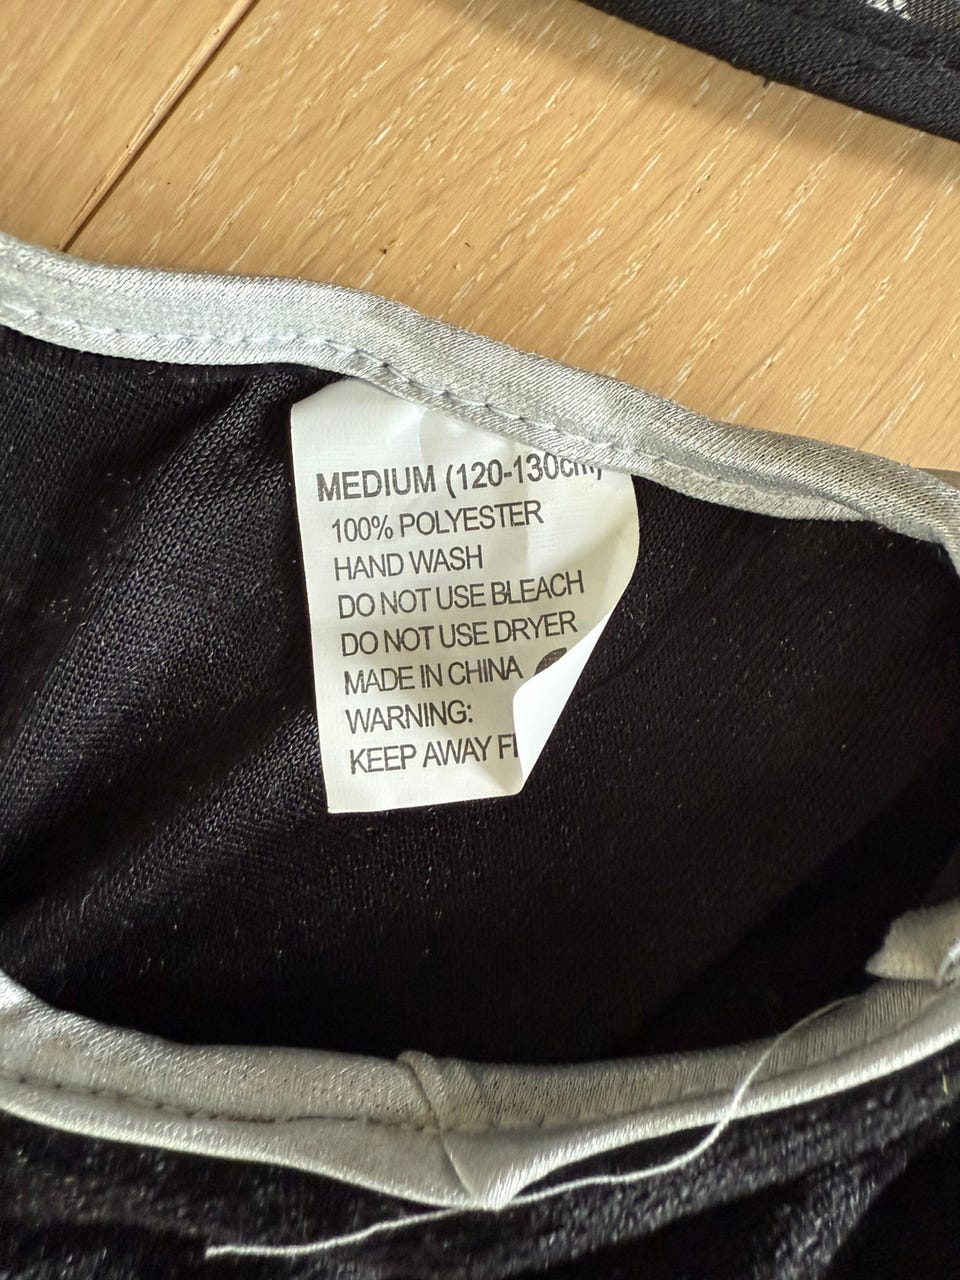 MEDIUM (120-130cm)
100% POLYESTER
HAND WASH
DO NOT USE BLEACH
DO NOT USE DRYER
MADE IN CHINA
WARNING:
KEEP AWAY